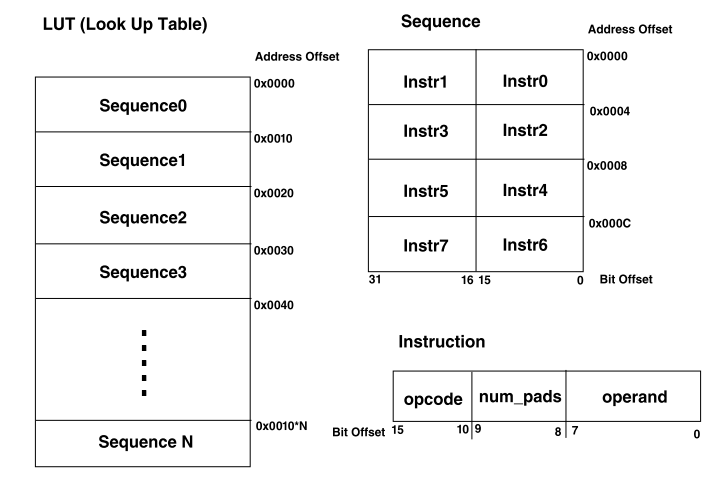 LUT (Look Up Table)
Address Offset
0x0000
Sequence0
0x0010
Sequence1
0x0020
Sequence2
0x0030
Sequence3
0x0040
0x0010*N
Sequence N
Sequence
Address Offset
0x0000
Instr1 Instr0
0x0004
Instr3 Instr2
0x0008
Instr5 Instr4
0x000C
Instr7 Instr6
31 16 15 0 Bit Offset
Instruction
opcode num_pads operand
Bit Offset 15 10 9 8 7 0